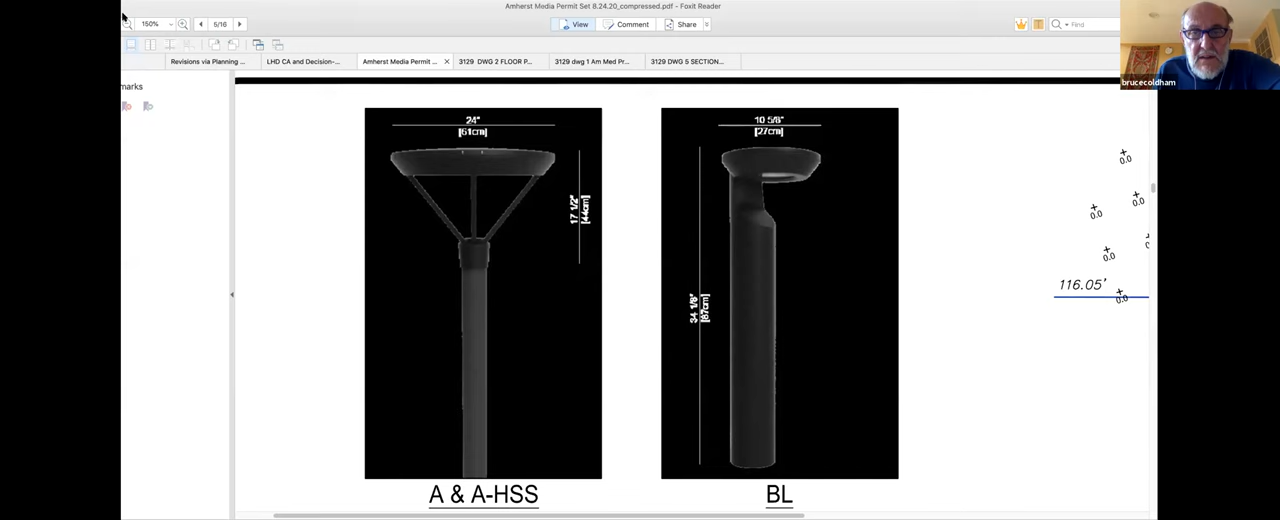 Amherst Media Permit Set 8.24.20_compressed.pdf - Foxit Reader
150%
5/16
View
Comment
Share
Find
Revisions via Planning ...
LHD CA and Decision-...
Amherst Media Permit ...
3129 DWG 2 FLOOR P...
3129 dwg 1 Am Med Pr...
3129 DWG 5 SECTION...
marks
brucecoldham
24"
[61cm]
17 1/2"
[44cm]
10 5/8"
[27cm]
34 1/8"
[87cm]
0.0
0.0
0.0
0.0
116.05'
0.0
A & A-HSS
BL